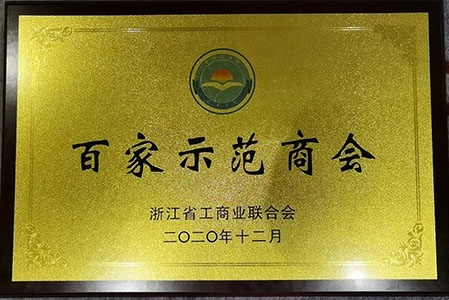 百家示范商会
浙江省工商业联合会
二〇二〇年十二月